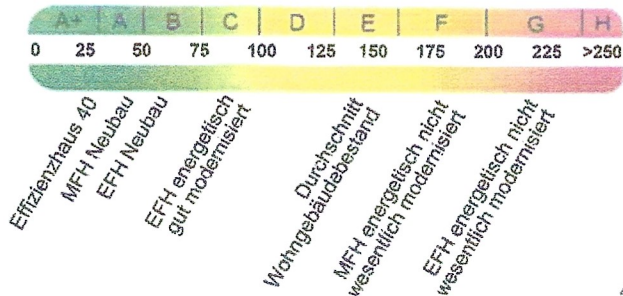 A+ A B C D E F G H
0 25 50 75 100 125 150 175 200 225 >250
Effizienzhaus 40
MFH Neubau
EFH Neubau
EFH energetisch
gut modernisiert
Durchschnitt
Wohngebäudebestand
MFH energetisch nicht
wesentlich modernisiert
EFH energetisch nicht
wesentlich modernisiert